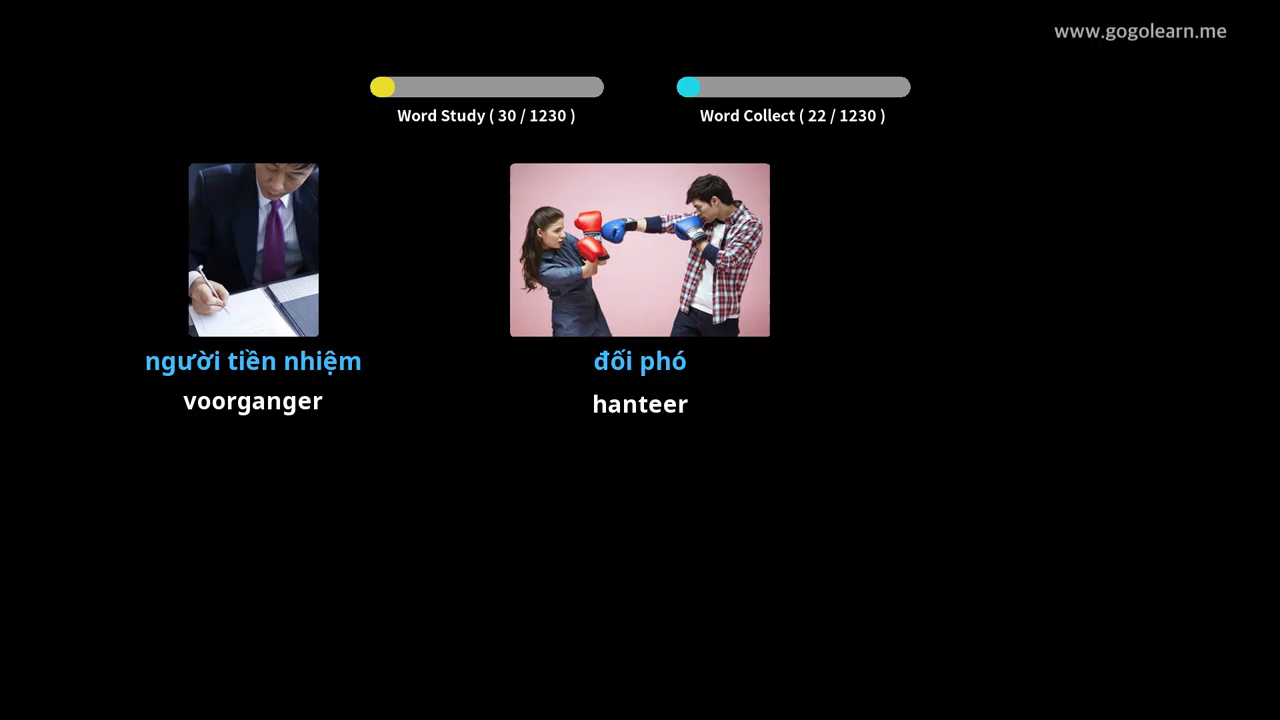 www.gogolearn.me
Word Study ( 30 / 1230 )
Word Collect ( 22 / 1230 )
người tiền nhiệm
voorganger
đối phó
hanteer